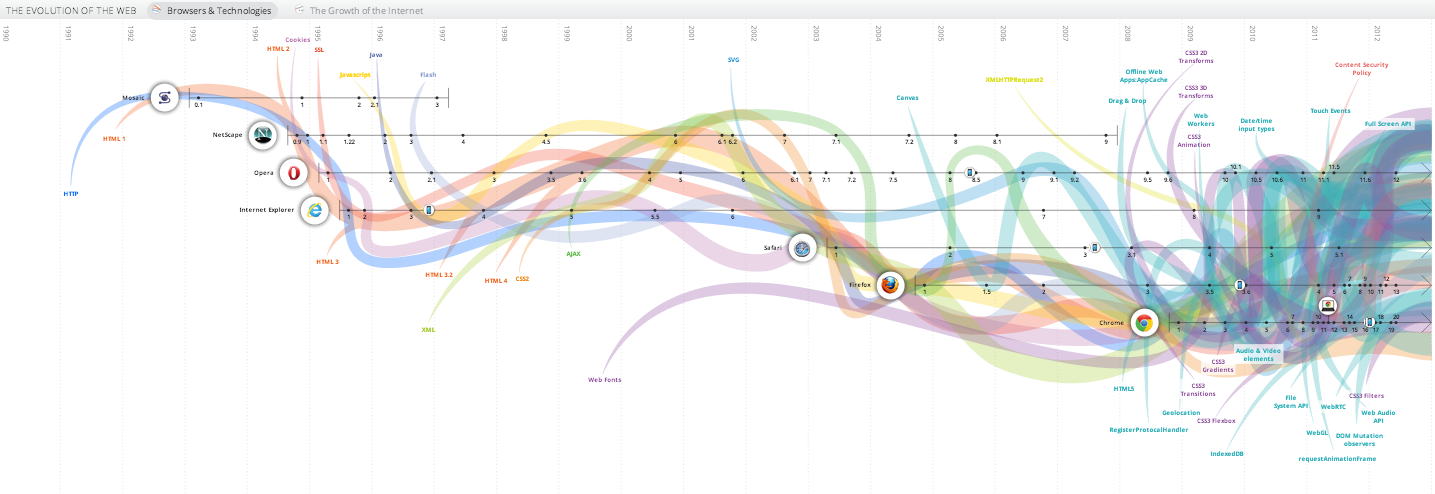 THE EVOLUTION OF THE WEB
Browsers & Technologies
The Growth of the Internet
1990 1991 1992 1993 1994 1995 1996 1997 1998 1999 2000 2001 2002 2003 2004 2005 2006 2007 2008 2009 2010 2011 2012
Cookies
HTML 2
SSL
Java
Javascript
Flash
SVG
XMLHTTPRequest2
CSS3 2D
Transforms
Offline Web
Apps:AppCache
CSS3 3D
Transforms
Content Security
Policy
Canvas
Drag & Drop
Web
Workers
Date/time
input types
Touch Events
Full Screen API
CSS3
Animation
Mosaic
0.1 1 2 2.1 3
HTML 1
NetScape
0.9 1 1.1 1.22 2 3 4 4.5 6 6.1 6.2 7 7.1 7.2 8 8.1 9
Opera
1 2 2.1 3 3.5 3.6 4 5 6 6.1 7 7.1 7.2 7.5 8 8.5 9 9.1 9.2 9.5 9.6 10 10.1 10.5 10.6 11 11.1 11.5 11.6 12
HTTP
Internet Explorer
1 2 3 4 5 5.5 6 7 8 9
Safari
1 2 3 3.1 4 5 5.1
HTML 3
AJAX
HTML 3.2
HTML 4
CSS2
Firefox
1 1.5 2 3 3.5 3.6 4 5 6 7 8 9 10 11 12 13
Chrome
1 2 3 4 5 6 7 8 9 10 11 12 13 14 15 16 17 18 19 20
XML
Web Fonts
Audio & Video
elements
CSS3
Gradients
HTML5
CSS3
Transitions
File
System API
CSS3 Filters
WebRTC
Web Audio
API
Geolocation
CSS3 Flexbox
RegisterProtocalHandler
WebGL
DOM Mutation
observers
IndexedDB
requestAnimationFrame